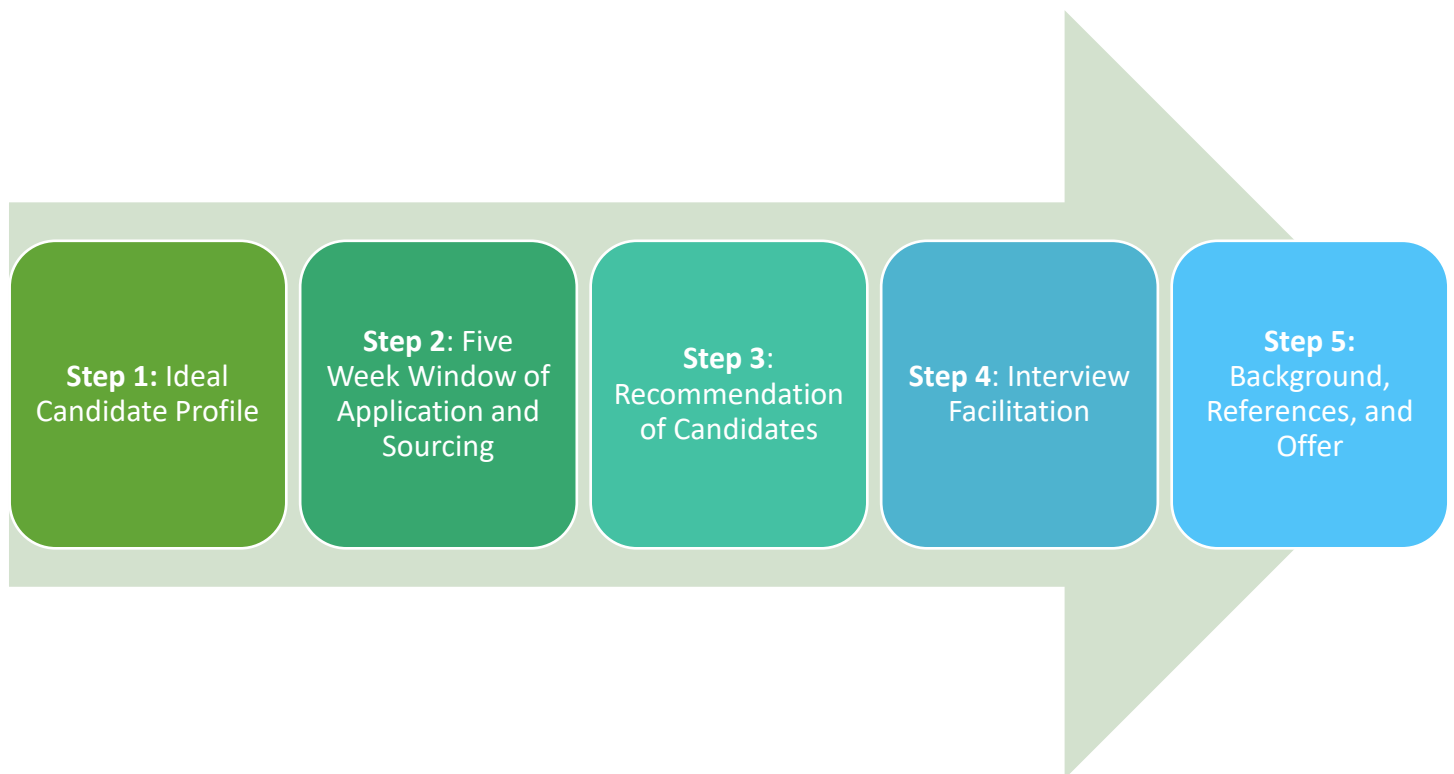 Step 1: Ideal
Candidate Profile
Step 2: Five
Week Window of
Application and
Sourcing
Step 3:
Recommendation
of Candidates
Step 4: Interview
Facilitation
Step 5:
Background,
References, and
Offer